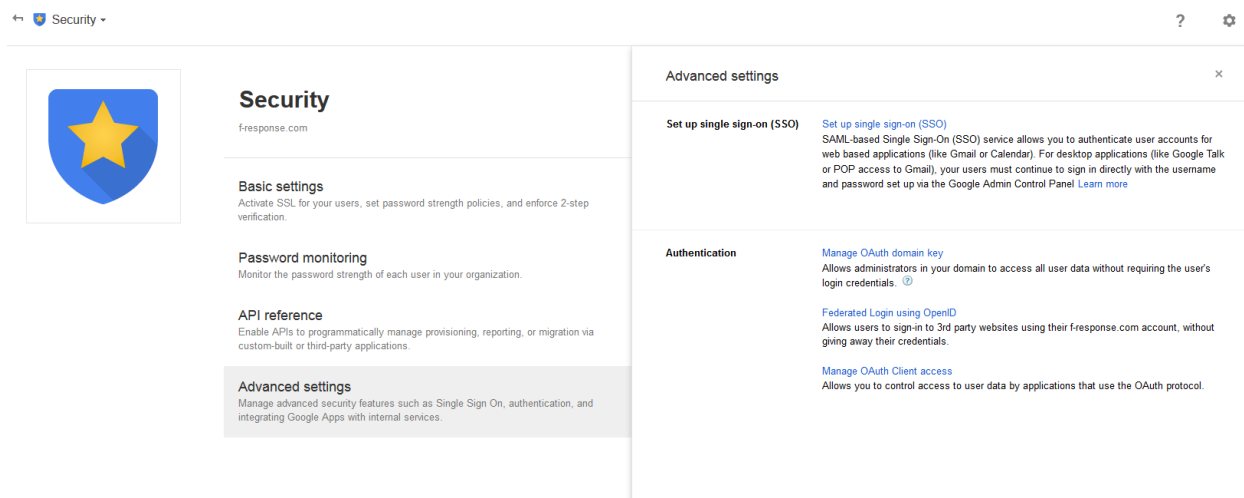 Security
Security
f-response.com
Basic settings
Activate SSL for your users, set password strength policies, and enforce 2-step
verification.
Password monitoring
Monitor the password strength of each user in your organization.
API reference
Enable APIs to programmatically manage provisioning, reporting, or migration via
custom-built or third-party applications.
Advanced settings
Manage advanced security features such as Single Sign On, authentication, and
integrating Google Apps with internal services.
?
Advanced settings
×
Set up single sign-on (SSO)
Set up single sign-on (SSO)
SAML-based Single Sign-On (SSO) service allows you to authenticate user accounts for
web based applications (like Gmail or Calendar). For desktop applications (like Google Talk
or POP access to Gmail), your users must continue to sign in directly with the username
and password set up via the Google Admin Control Panel Learn more
Authentication
Manage OAuth domain key
Allows administrators in your domain to access all user data without requiring the user's
login credentials. ?
Federated Login using OpenID
Allows users to sign-in to 3rd party websites using their f-response.com account, without
giving away their credentials.
Manage OAuth Client access
Allows you to control access to user data by applications that use the OAuth protocol.